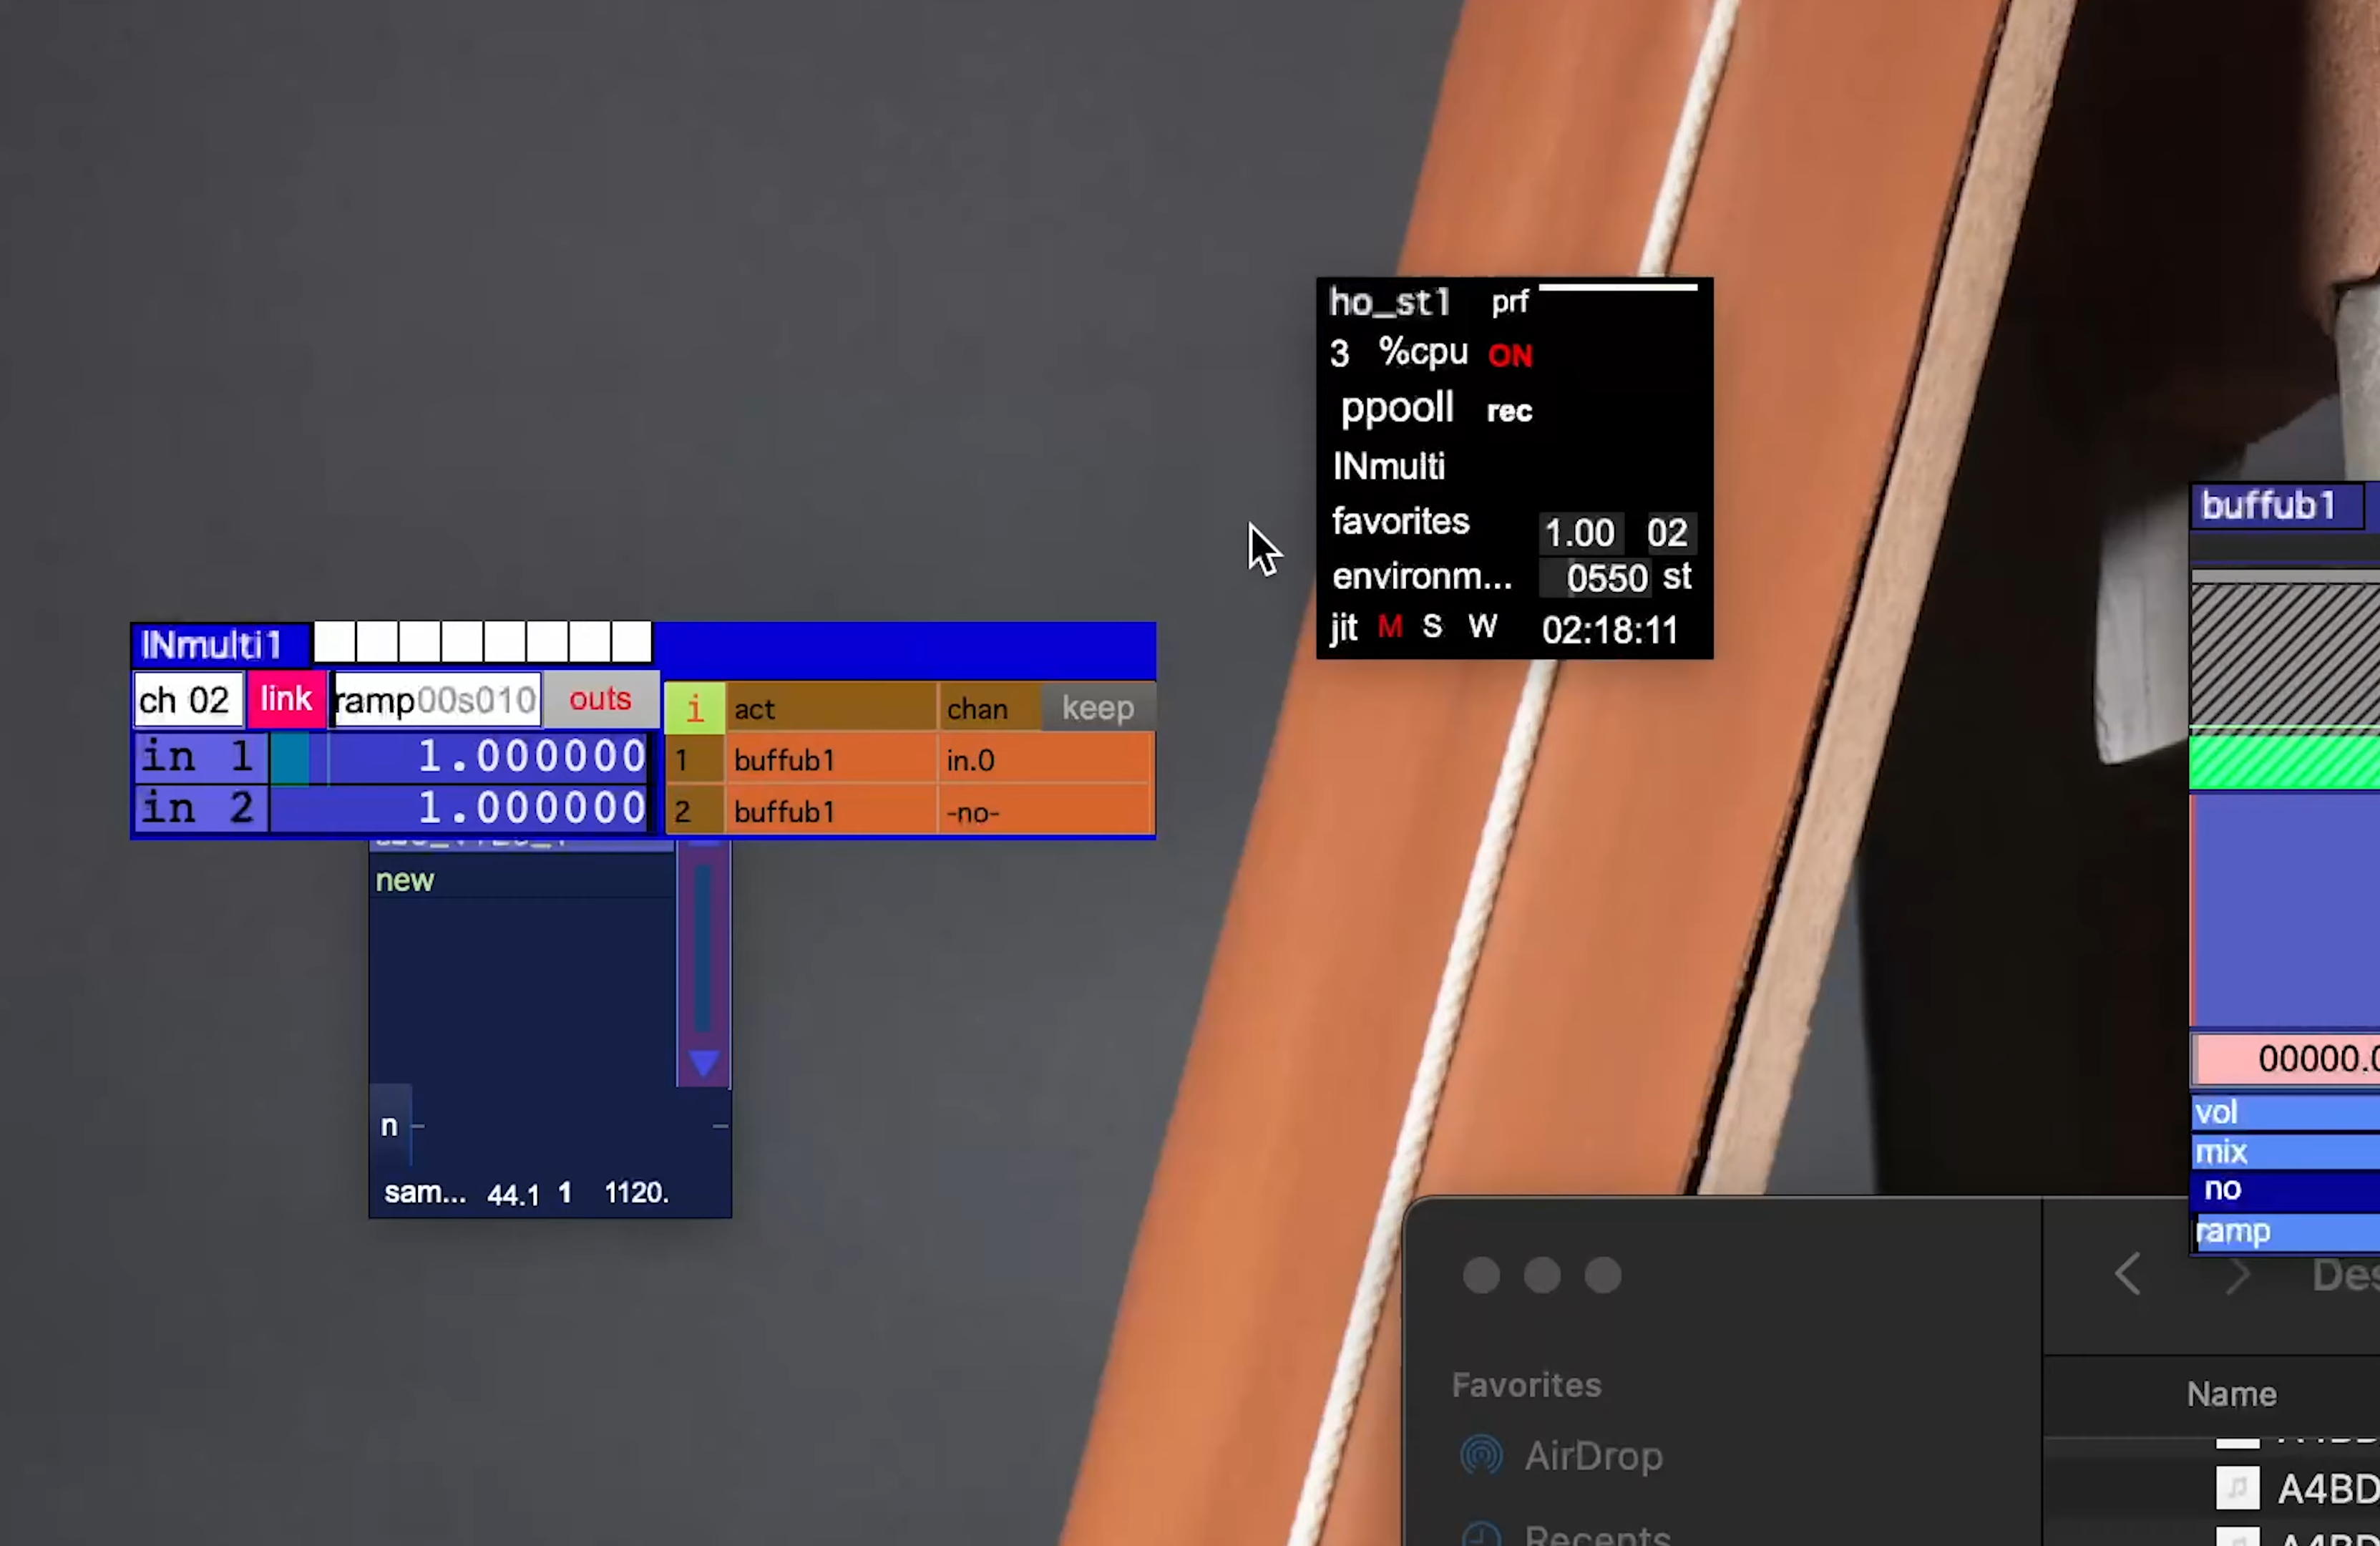 ho_st1 prf
3 %cpu ON
ppooll rec
INmulti
favorites 1.00 02
environm... 0550 st
jit M S W 02:18:11
INmulti1
ch 02 link ramp00s010 outs
in 1 1.000000
in 2 1.000000
i act chan keep
1 buffub1 in.0
2 buffub1 -no-
new
n
sam... 44.1 1 1120.
buffub1
00000.0
vol
mix
no
ramp
Des
Favorites
AirDrop
Recents
Name
A4BD